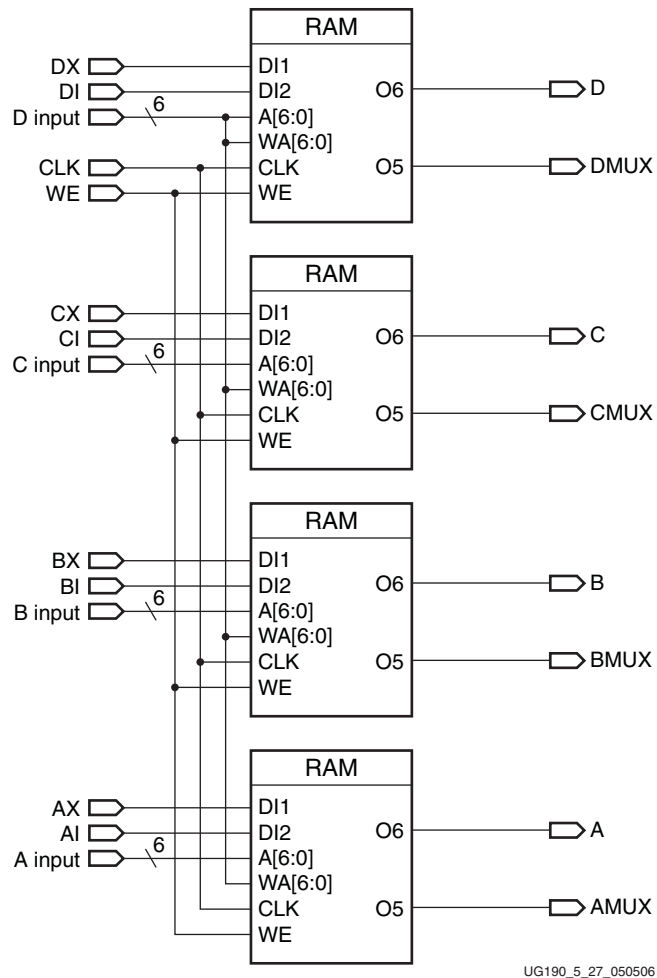 RAM
DX DI1
DI DI2 O6 D
D input 6 A[6:0]
WA[6:0]
CLK CLK O5 DMUX
WE WE
RAM
CX DI1
CI DI2 O6 C
C input 6 A[6:0]
WA[6:0]
CLK O5 CMUX
WE
RAM
BX DI1
BI DI2 O6 B
B input 6 A[6:0]
WA[6:0]
CLK O5 BMUX
WE
RAM
AX DI1
AI DI2 O6 A
A input 6 A[6:0]
WA[6:0]
CLK O5 AMUX
WE
UG190_5_27_050506